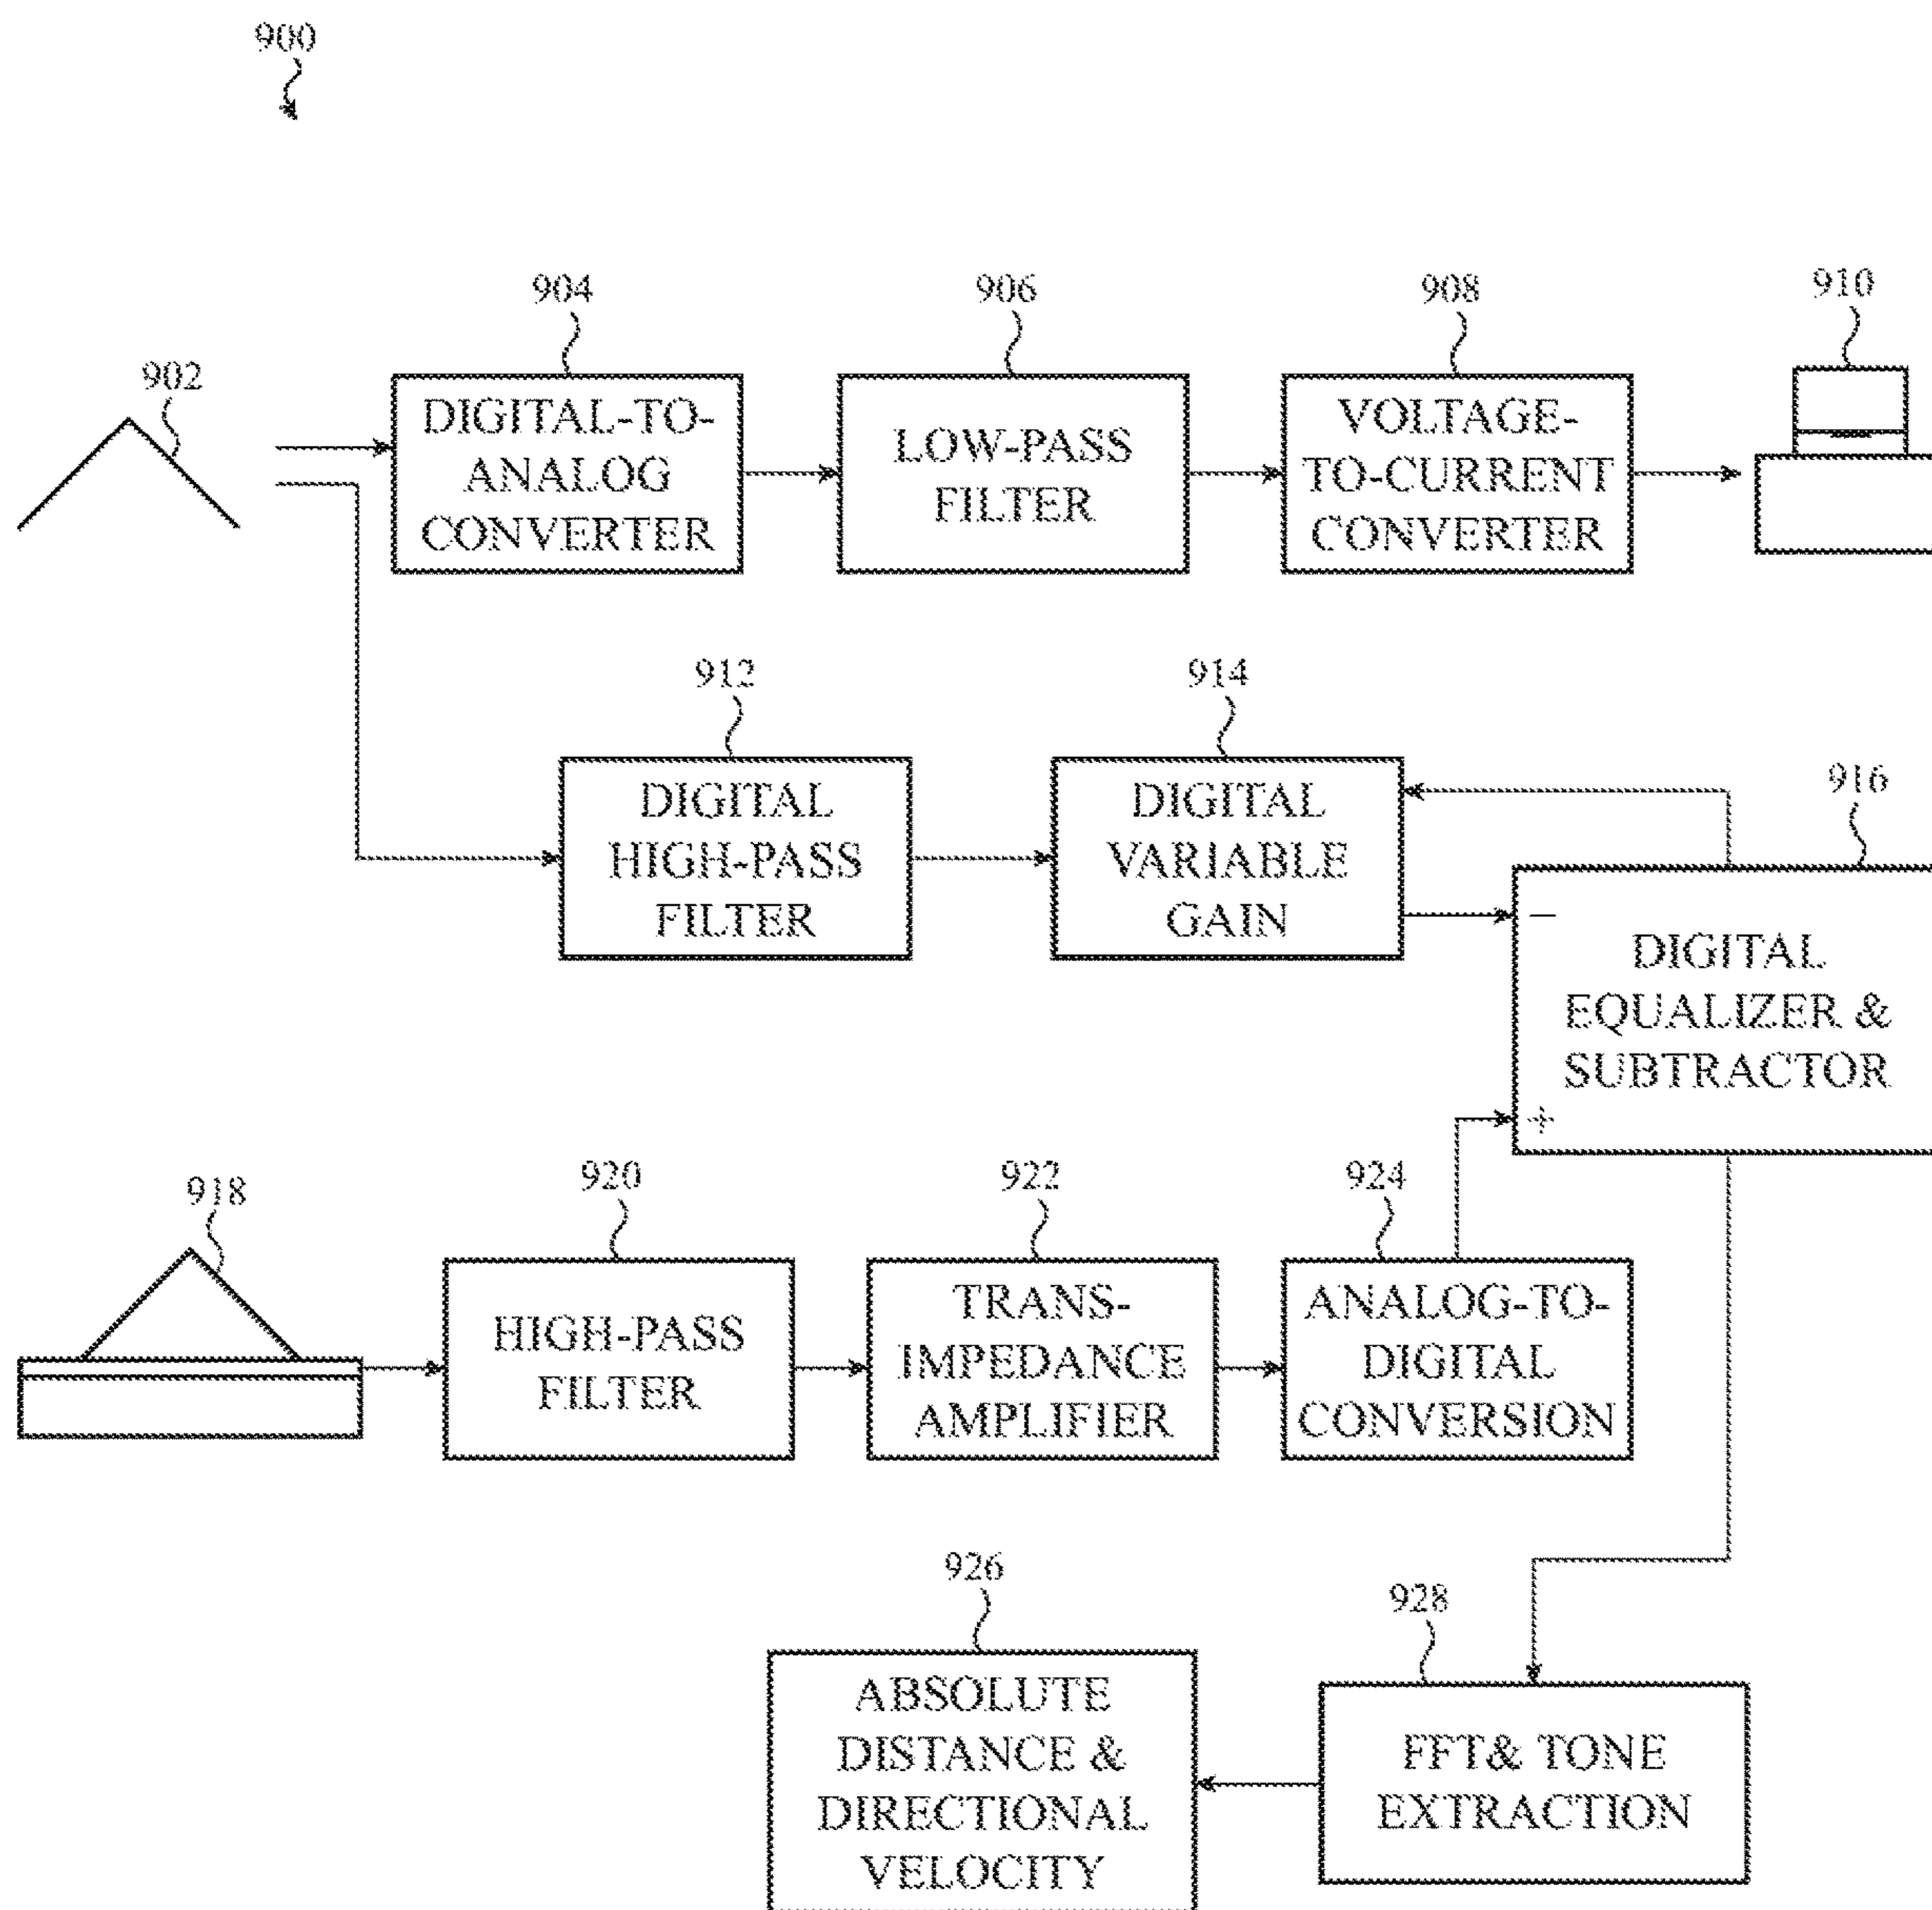 900
904
906
908
910
902
DIGITAL-TO-
ANALOG
CONVERTER
LOW-PASS
FILTER
VOLTAGE-
TO-CURRENT
CONVERTER
912
914
916
DIGITAL
HIGH-PASS
FILTER
DIGITAL
VARIABLE
GAIN
−
DIGITAL
EQUALIZER &
SUBTRACTOR
+
918
920
922
924
HIGH-PASS
FILTER
TRANS-
IMPEDANCE
AMPLIFIER
ANALOG-TO-
DIGITAL
CONVERSION
926
928
ABSOLUTE
DISTANCE &
DIRECTIONAL
VELOCITY
FFT& TONE
EXTRACTION